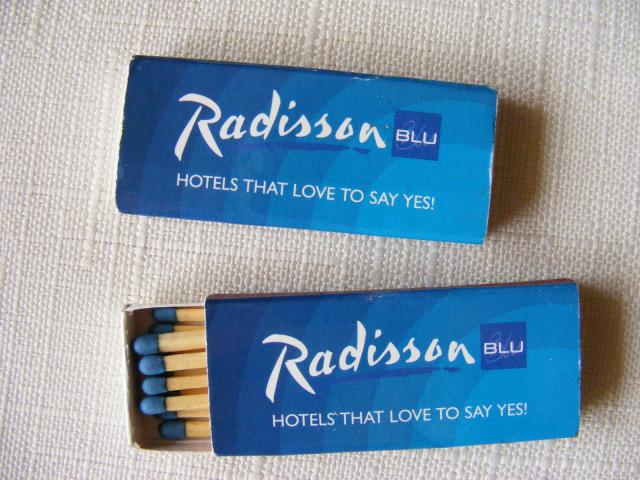 Radisson BLU
HOTELS THAT LOVE TO SAY YES!
Radisson BLU
HOTELS THAT LOVE TO SAY YES!